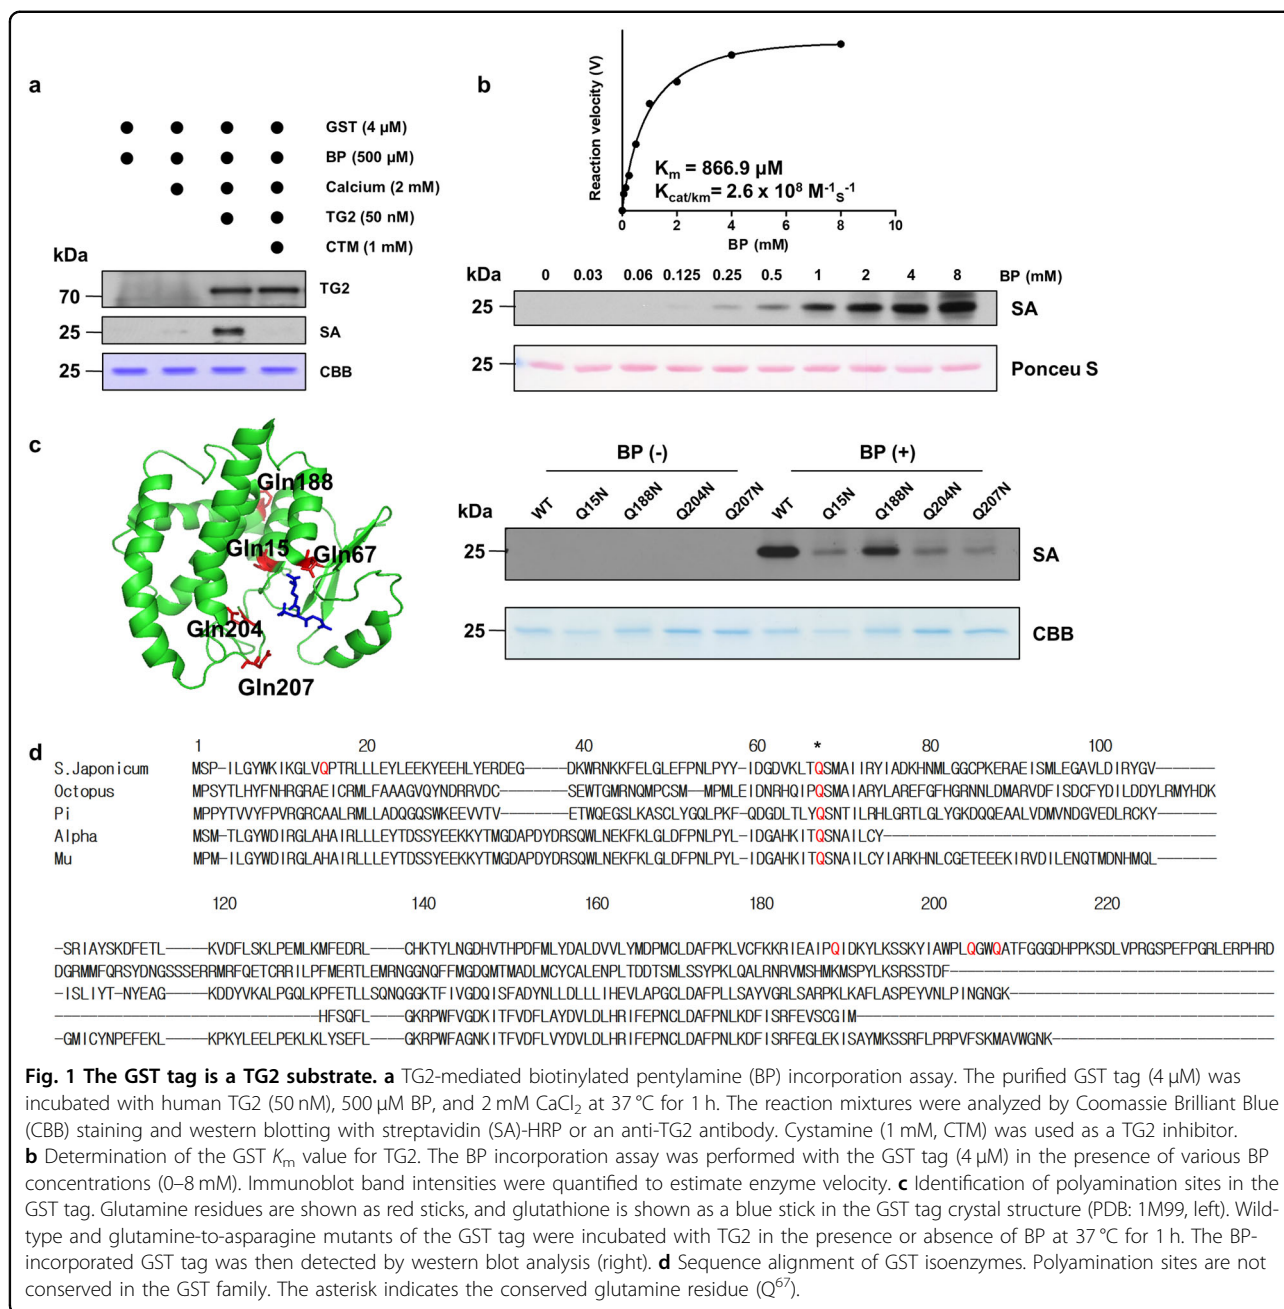 a
GST (4 µM)
BP (500 µM)
Calcium (2 mM)
TG2 (50 nM)
CTM (1 mM)
kDa
70
TG2
25
SA
25
CBB
b
Reaction velocity (V)
Km = 866.9 µM
Kcat/km= 2.6 x 10⁸ M⁻¹S⁻¹
0 2 4 6 8 10
BP (mM)
kDa 0 0.03 0.06 0.125 0.25 0.5 1 2 4 8 BP (mM)
25 SA
25 Ponceu S
c
Gln188
Gln15 Gln67
Gln204
Gln207
BP (-) BP (+)
kDa WT Q15N Q188N Q204N Q207N WT Q15N Q188N Q204N Q207N
25 SA
25 CBB
d
1 20 40 60 * 80 100
S.Japonicum MSP-ILGYWKIKGLVQPTRLLLEYLEEKYEEHLYERDEG-----DKWRNKKFELGLEFPNLPYY-IDGDVKLTQSMAIIRYIADKHNMLGGCPKERAEISMLEGAVLDIRYGV-------
Octopus MPSYTLHYFNHRGRAEICRMLFAAAGVQYNDRRVDC------SEWTGMRNQMPCSM--MPMLEIDNRHQIPQSMAIARYLAREFGFHGRNNLDMARVDFISDCFYDILDDYLRMYHDK
Pi MPPYTVVYFPVRGRCAALRMLLADQGQSWKEEVVTV------ETWQEGSLKASCLYGQLPKF-QDGDLTLYQSNTILRHLGRTLGLYGKDQQEAALVDMVNDGVEDLRCKY-------
Alpha MSM-TLGYWDIRGLAHAIRLLLEYTDSSYEEKKYTMGDAPDYDRSQWLNEKFKLGLDFPNLPYL-IDGAHKITQSNAILCY-----------------------------------
Mu MPM-ILGYWDIRGLAHAIRLLLEYTDSSYEEKKYTMGDAPDYDRSQWLNEKFKLGLDFPNLPYL-IDGAHKITQSNAILCYIARKHNLCGETEEEKIRVDILENQTMDNHMQL-------
120 140 160 180 200 220
-SRIAYSKDFETL-----KVDFLSKLPEMLKMFEDRL----CHKTYLNGDHVTHPDFMLYDALDVVLYMDPMCLDAFPKLVCFKKRIEAIPQIDKYLKSSKYIAWPLQGWQATFGGGDHPPKSDLVPRGSPEFPGRLERPHRD
DGRMMFQRSYDNGSSSERRMRFQETCRRILPFMERTLEMRNGGNQFFMGDQMTMADLMCYCALENPLTDDTSMLSSYPKLQALRNRVMSHMKMSPYLKSRSSTDF--------------------------------
-ISLIYT-NYEAG-----KDDYVKALPGQLKPFETLLSQNQGGKTFIVGDQISFADYNLLDLLLIHEVLAPGCLDAFPLLSAYVGRLSARPKLKAFLASPEYVNLPINGNGK--------------------------
------------------------------HFSQFL----GKRPWFVGDKITFVDFLAYDVLDLHRIFEPNCLDAFPNLKDFISRFEVSCGIM-------------------------------------------
-GMICYNPEFEKL-----KPKYLEELPEKLKLYSEFL----GKRPWFAGNKITFVDFLVYDVLDLHRIFEPNCLDAFPNLKDFISRFEGLEKISAYMKSSRFLPRPVFSKMAVWGNK---------------------
Fig. 1 The GST tag is a TG2 substrate. a TG2-mediated biotinylated pentylamine (BP) incorporation assay. The purified GST tag (4 µM) was
incubated with human TG2 (50 nM), 500 µM BP, and 2 mM CaCl₂ at 37 °C for 1 h. The reaction mixtures were analyzed by Coomassie Brilliant Blue
(CBB) staining and western blotting with streptavidin (SA)-HRP or an anti-TG2 antibody. Cystamine (1 mM, CTM) was used as a TG2 inhibitor.
b Determination of the GST Km value for TG2. The BP incorporation assay was performed with the GST tag (4 µM) in the presence of various BP
concentrations (0–8 mM). Immunoblot band intensities were quantified to estimate enzyme velocity. c Identification of polyamination sites in the
GST tag. Glutamine residues are shown as red sticks, and glutathione is shown as a blue stick in the GST tag crystal structure (PDB: 1M99, left). Wild-
type and glutamine-to-asparagine mutants of the GST tag were incubated with TG2 in the presence or absence of BP at 37 °C for 1 h. The BP-
incorporated GST tag was then detected by western blot analysis (right). d Sequence alignment of GST isoenzymes. Polyamination sites are not
conserved in the GST family. The asterisk indicates the conserved glutamine residue (Q⁶⁷).